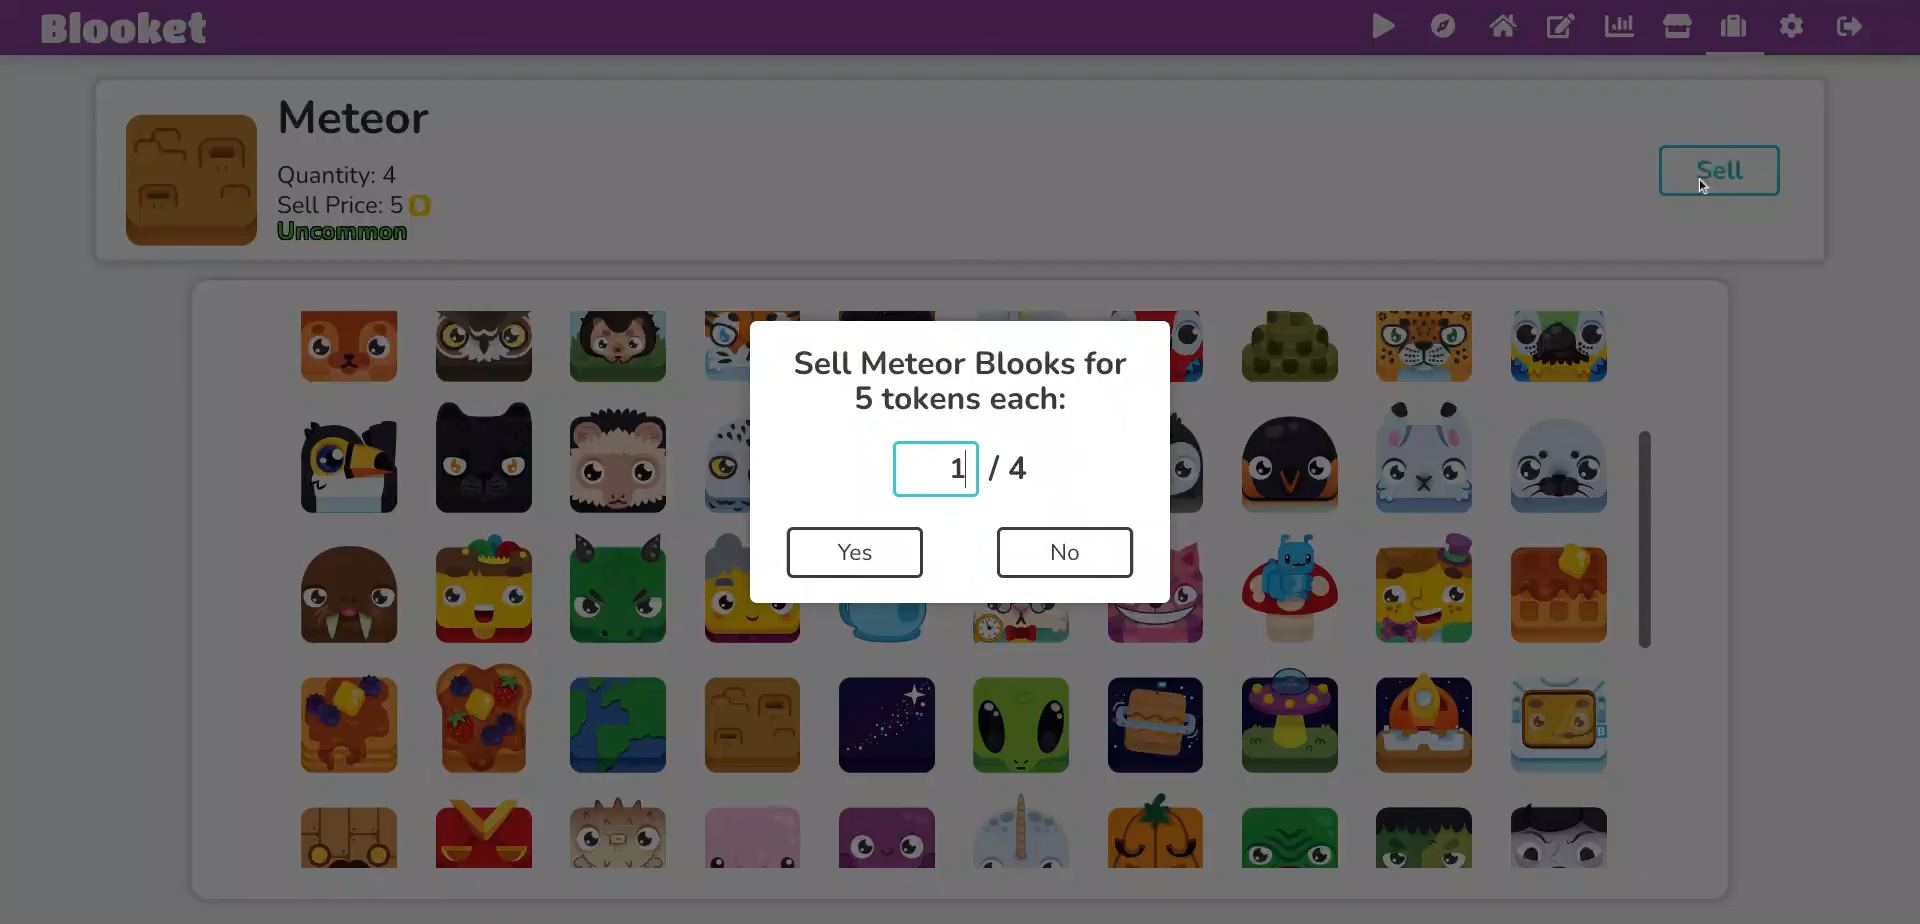 Blooket
Meteor
Quantity: 4
Sell Price: 5
Uncommon
Sell
Sell Meteor Blooks for
5 tokens each:
1 / 4
Yes
No
B